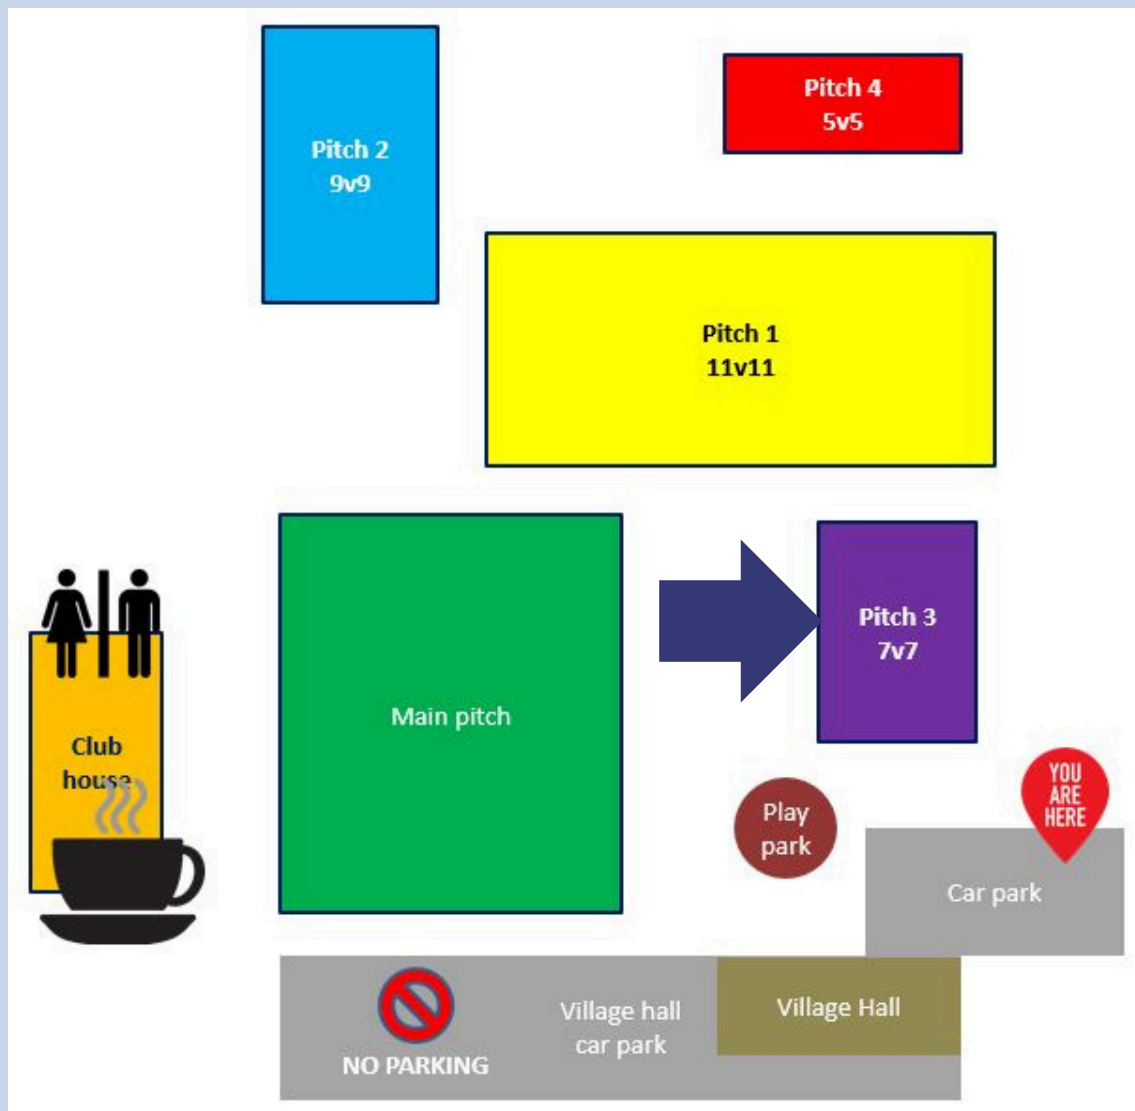 Pitch 4
5v5
Pitch 2
9v9
Pitch 1
11v11
Pitch 3
7v7
Main pitch
Club
house
YOU
ARE
HERE
Play
park
Car park
Village Hall
Village hall
car park
NO PARKING